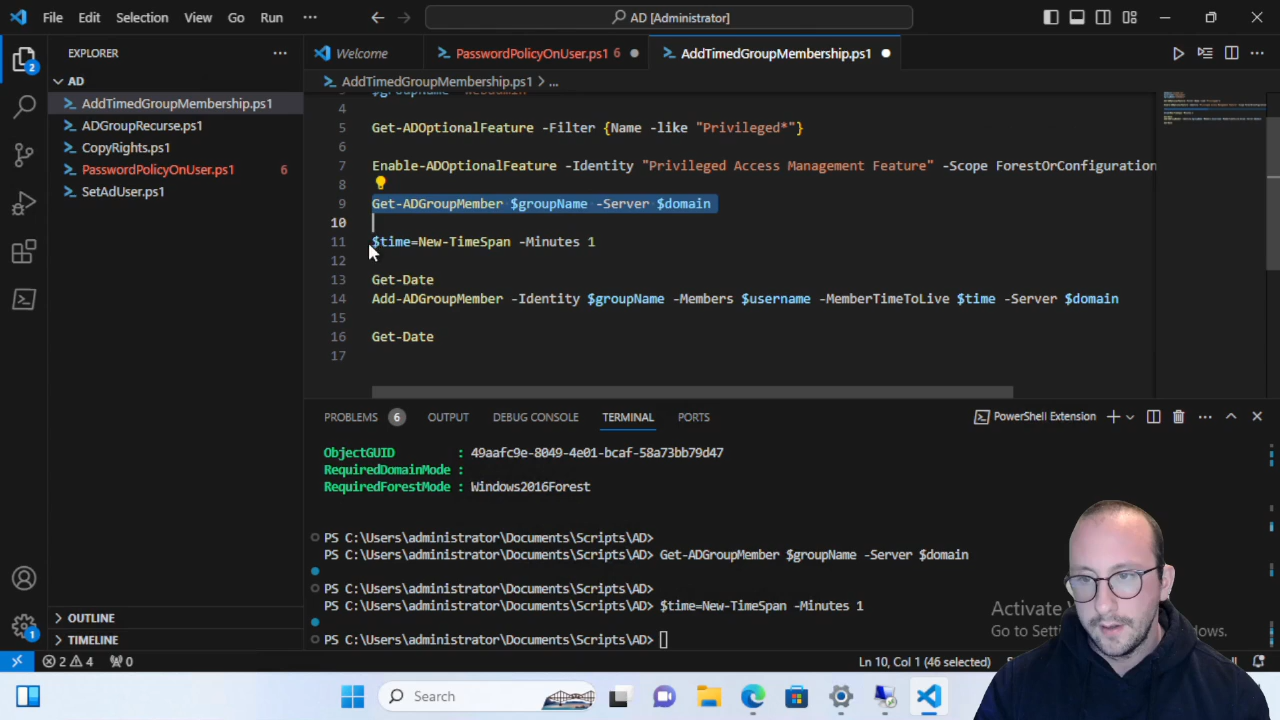 File Edit Selection View Go Run ··· AD [Administrator]
EXPLORER
Welcome
PasswordPolicyOnUser.ps1 6
AddTimedGroupMembership.ps1
AD
AddTimedGroupMembership.ps1
ADGroupRecurse.ps1
CopyRights.ps1
PasswordPolicyOnUser.ps1 6
SetAdUser.ps1
OUTLINE
TIMELINE
AddTimedGroupMembership.ps1 > ...
4
5 Get-ADOptionalFeature -Filter {Name -like "Privileged*"}
6
7 Enable-ADOptionalFeature -Identity "Privileged Access Management Feature" -Scope ForestOrConfiguration
8
9 Get-ADGroupMember $groupName -Server $domain
10
11 $time=New-TimeSpan -Minutes 1
12
13 Get-Date
14 Add-ADGroupMember -Identity $groupName -Members $username -MemberTimeToLive $time -Server $domain
15
16 Get-Date
17
PROBLEMS 6 OUTPUT DEBUG CONSOLE TERMINAL PORTS PowerShell Extension
ObjectGUID : 49aafc9e-8049-4e01-bcaf-58a73bb79d47
RequiredDomainMode :
RequiredForestMode : Windows2016Forest
PS C:\Users\administrator\Documents\Scripts\AD>
PS C:\Users\administrator\Documents\Scripts\AD> Get-ADGroupMember $groupName -Server $domain
PS C:\Users\administrator\Documents\Scripts\AD>
PS C:\Users\administrator\Documents\Scripts\AD> $time=New-TimeSpan -Minutes 1
PS C:\Users\administrator\Documents\Scripts\AD>
Activate
Go to
2 4 0 Ln 10, Col 1 (46 selected)
Search